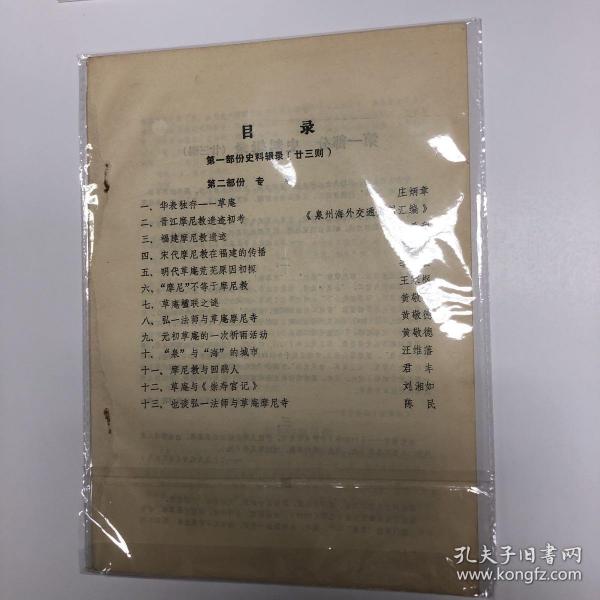 目 录
第一部份史料辑录(廿三则)
第二部份 专
一、华表独存——草庵 庄炳章
二、晋江摩尼教遗迹初考 《泉州海外交通 汇编》
三、福建摩尼教遗迹
四、宋代摩尼教在福建的传播
五、明代草庵荒芜原因初探
六、“摩尼”不等于摩尼教 王
七、草庵楹联之谜 黄敬
八、弘一法师与草庵摩尼寺 黄敬德
九、元初草庵的一次祈雨活动 黄敬德
十、“泉”与“海”的城市 汪维藩
十一、摩尼教与回鹘人 君丰
十二、草庵与《崇寿宫记》 刘湘如
十三、也谈弘一法师与草庵摩尼寺 陈民
孔夫子旧书网
www.kongfz.com